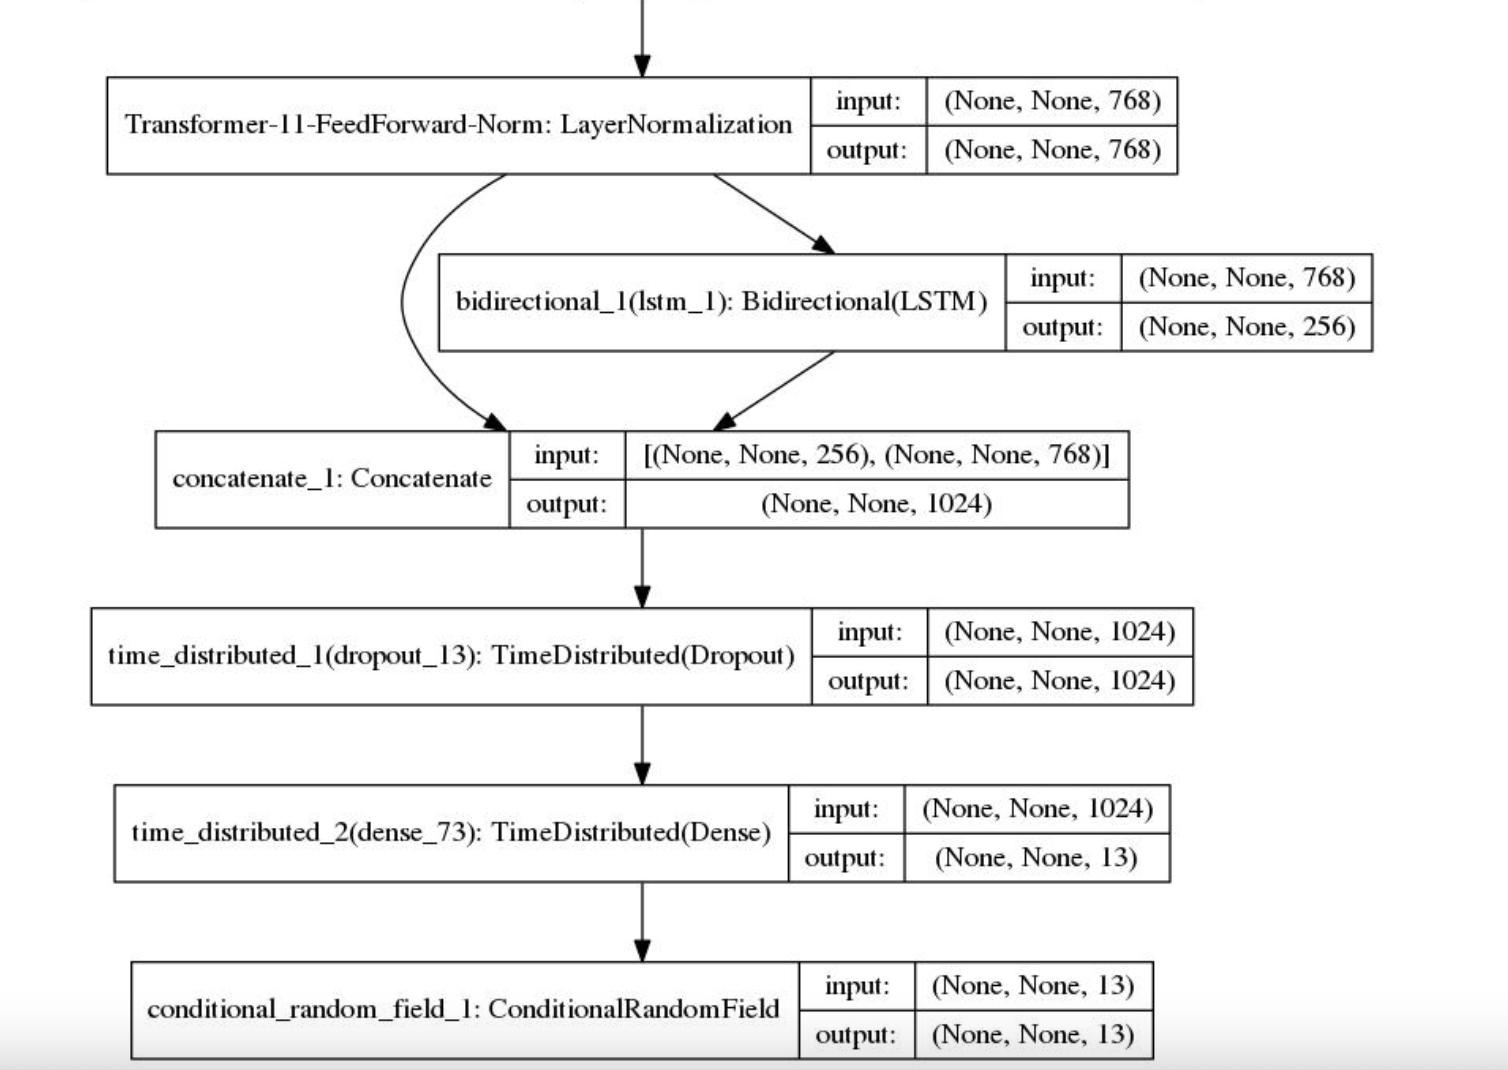 Transformer-11-FeedForward-Norm: LayerNormalization
input: (None, None, 768)
output: (None, None, 768)
bidirectional_1(lstm_1): Bidirectional(LSTM)
input: (None, None, 768)
output: (None, None, 256)
concatenate_1: Concatenate
input: [(None, None, 256), (None, None, 768)]
output: (None, None, 1024)
time_distributed_1(dropout_13): TimeDistributed(Dropout)
input: (None, None, 1024)
output: (None, None, 1024)
time_distributed_2(dense_73): TimeDistributed(Dense)
input: (None, None, 1024)
output: (None, None, 13)
conditional_random_field_1: ConditionalRandomField
input: (None, None, 13)
output: (None, None, 13)